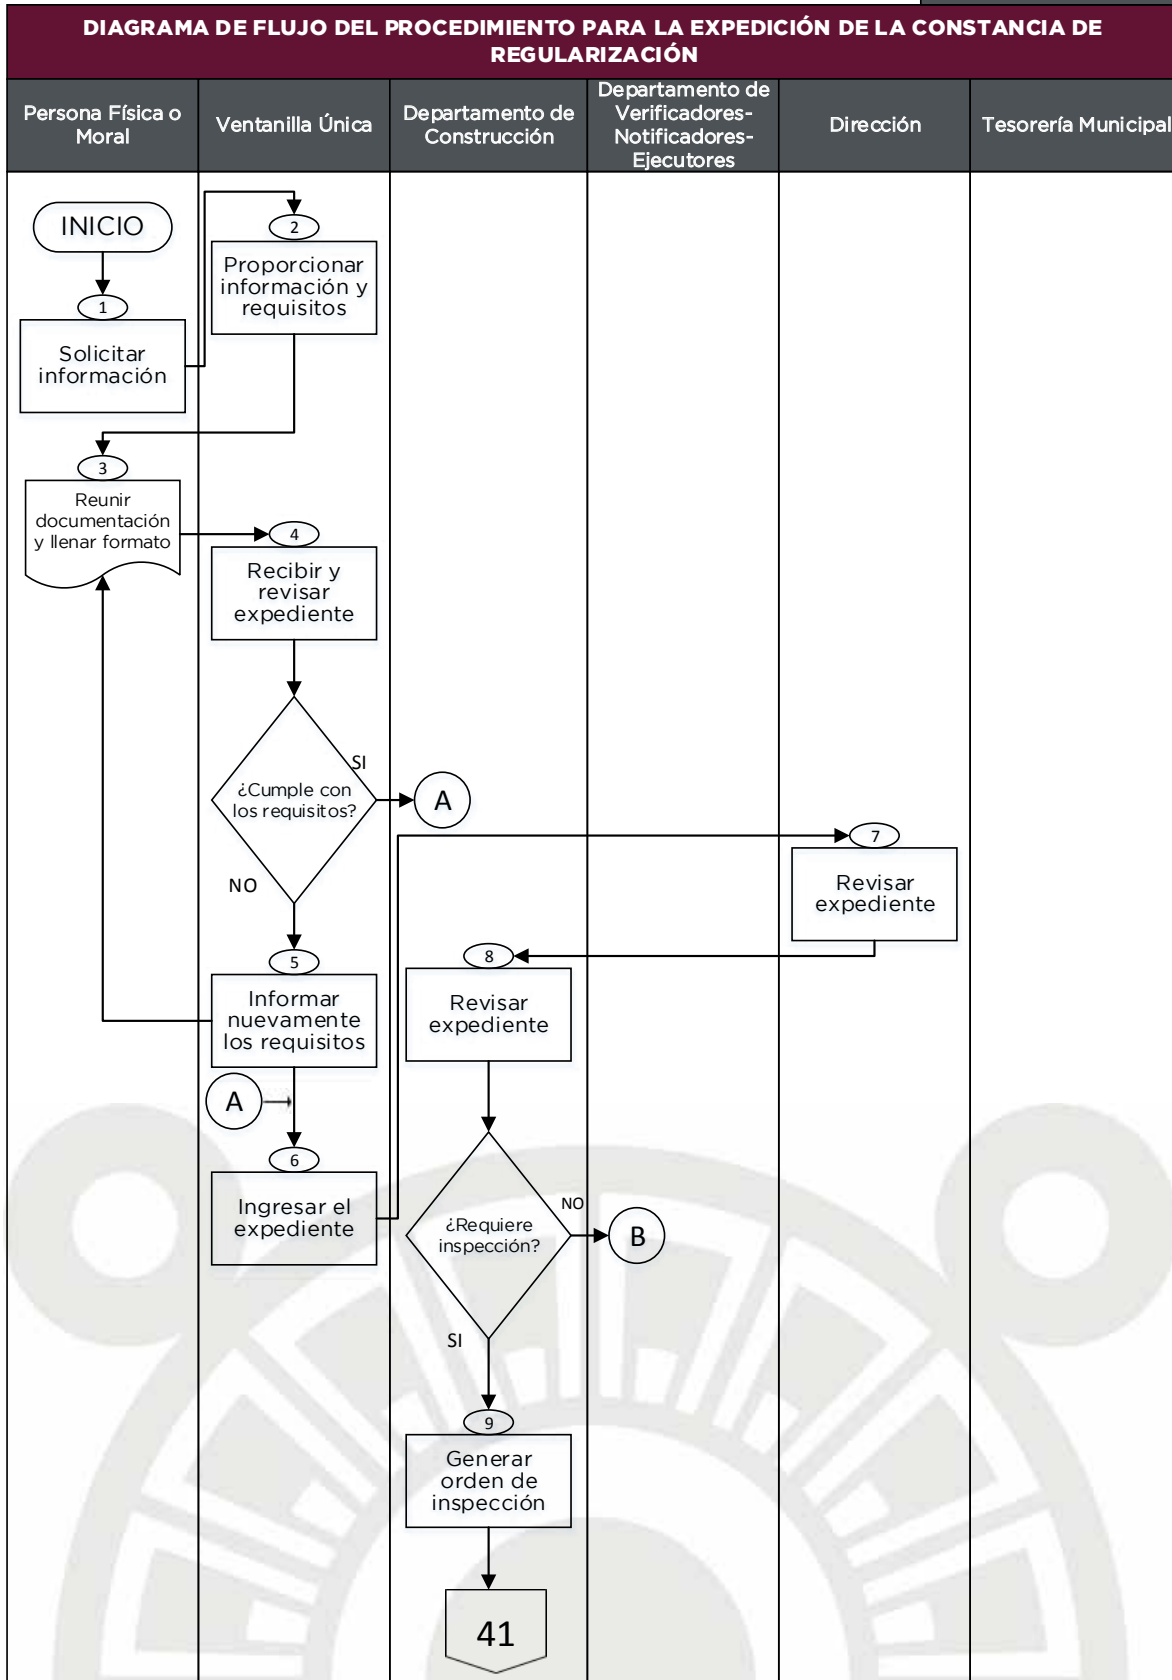 DIAGRAMA DE FLUJO DEL PROCEDIMIENTO PARA LA EXPEDICIÓN DE LA CONSTANCIA DE
REGULARIZACIÓN
Persona Física o
Moral
Ventanilla Única
Departamento de
Construcción
Departamento de
Verificadores-
Notificadores-
Ejecutores
Dirección
Tesorería Municipal
INICIO
1
Solicitar
información
2
Proporcionar
información y
requisitos
3
Reunir
documentación
y llenar formato
4
Recibir y
revisar
expediente
¿Cumple con
los requisitos?
SI
A
NO
5
Informar
nuevamente
los requisitos
A
6
Ingresar el
expediente
7
Revisar
expediente
8
Revisar
expediente
¿Requiere
inspección?
NO
B
SI
9
Generar
orden de
inspección
41